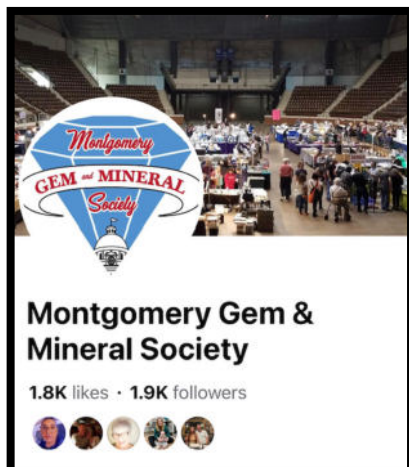 Montgomery
GEM and MINERAL
Society
Montgomery Gem &
Mineral Society
1.8K likes · 1.9K followers